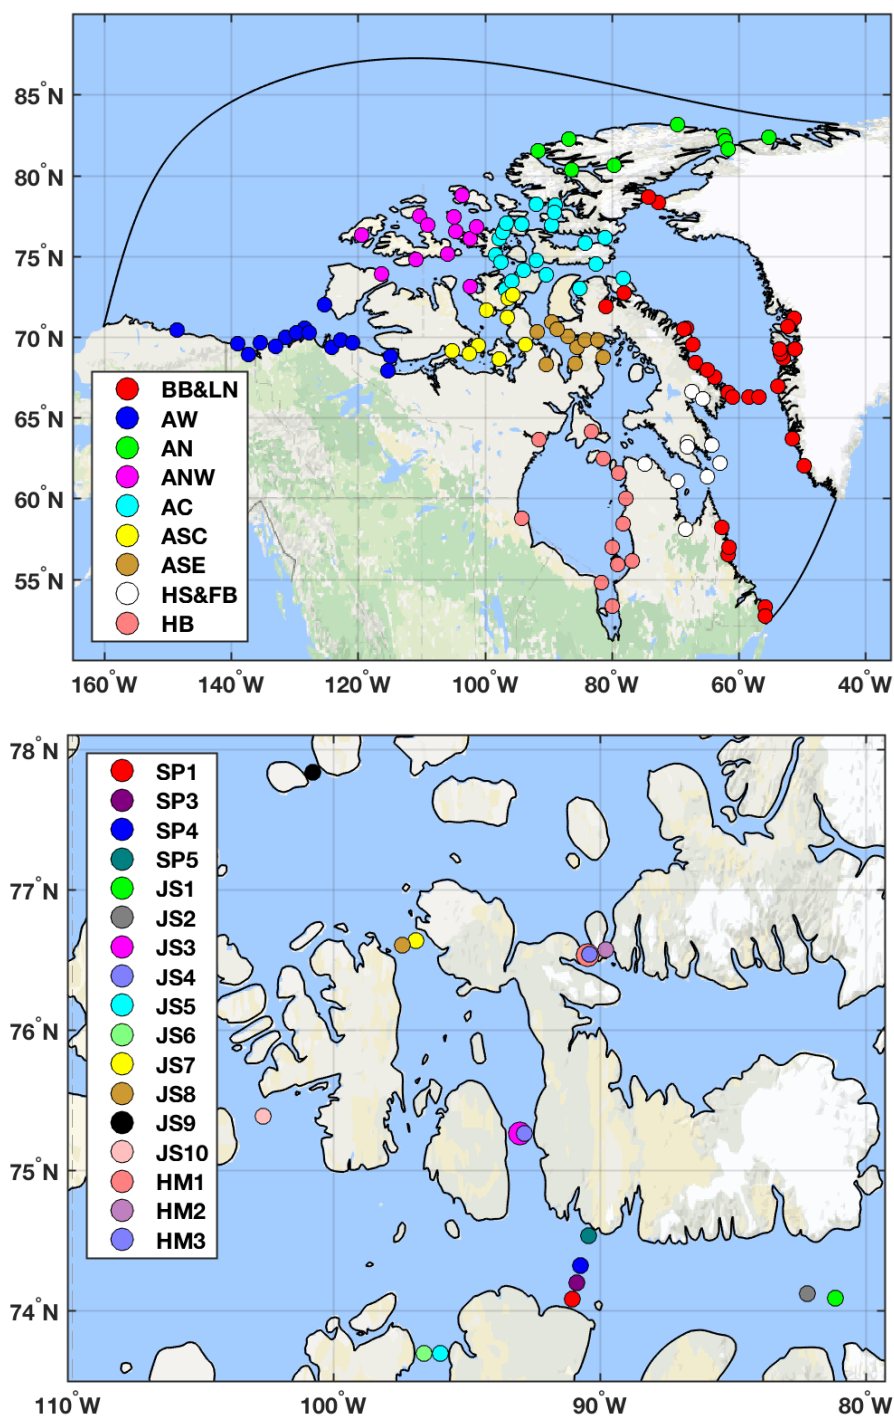 85°N
80°N
75°N
70°N
65°N
60°N
55°N
BB&LN
AW
AN
ANW
AC
ASC
ASE
HS&FB
HB
160°W 140°W 120°W 100°W 80°W 60°W 40°W
78°N
77°N
76°N
75°N
74°N
SP1
SP3
SP4
SP5
JS1
JS2
JS3
JS4
JS5
JS6
JS7
JS8
JS9
JS10
HM1
HM2
HM3
110°W 100°W 90°W 80°W